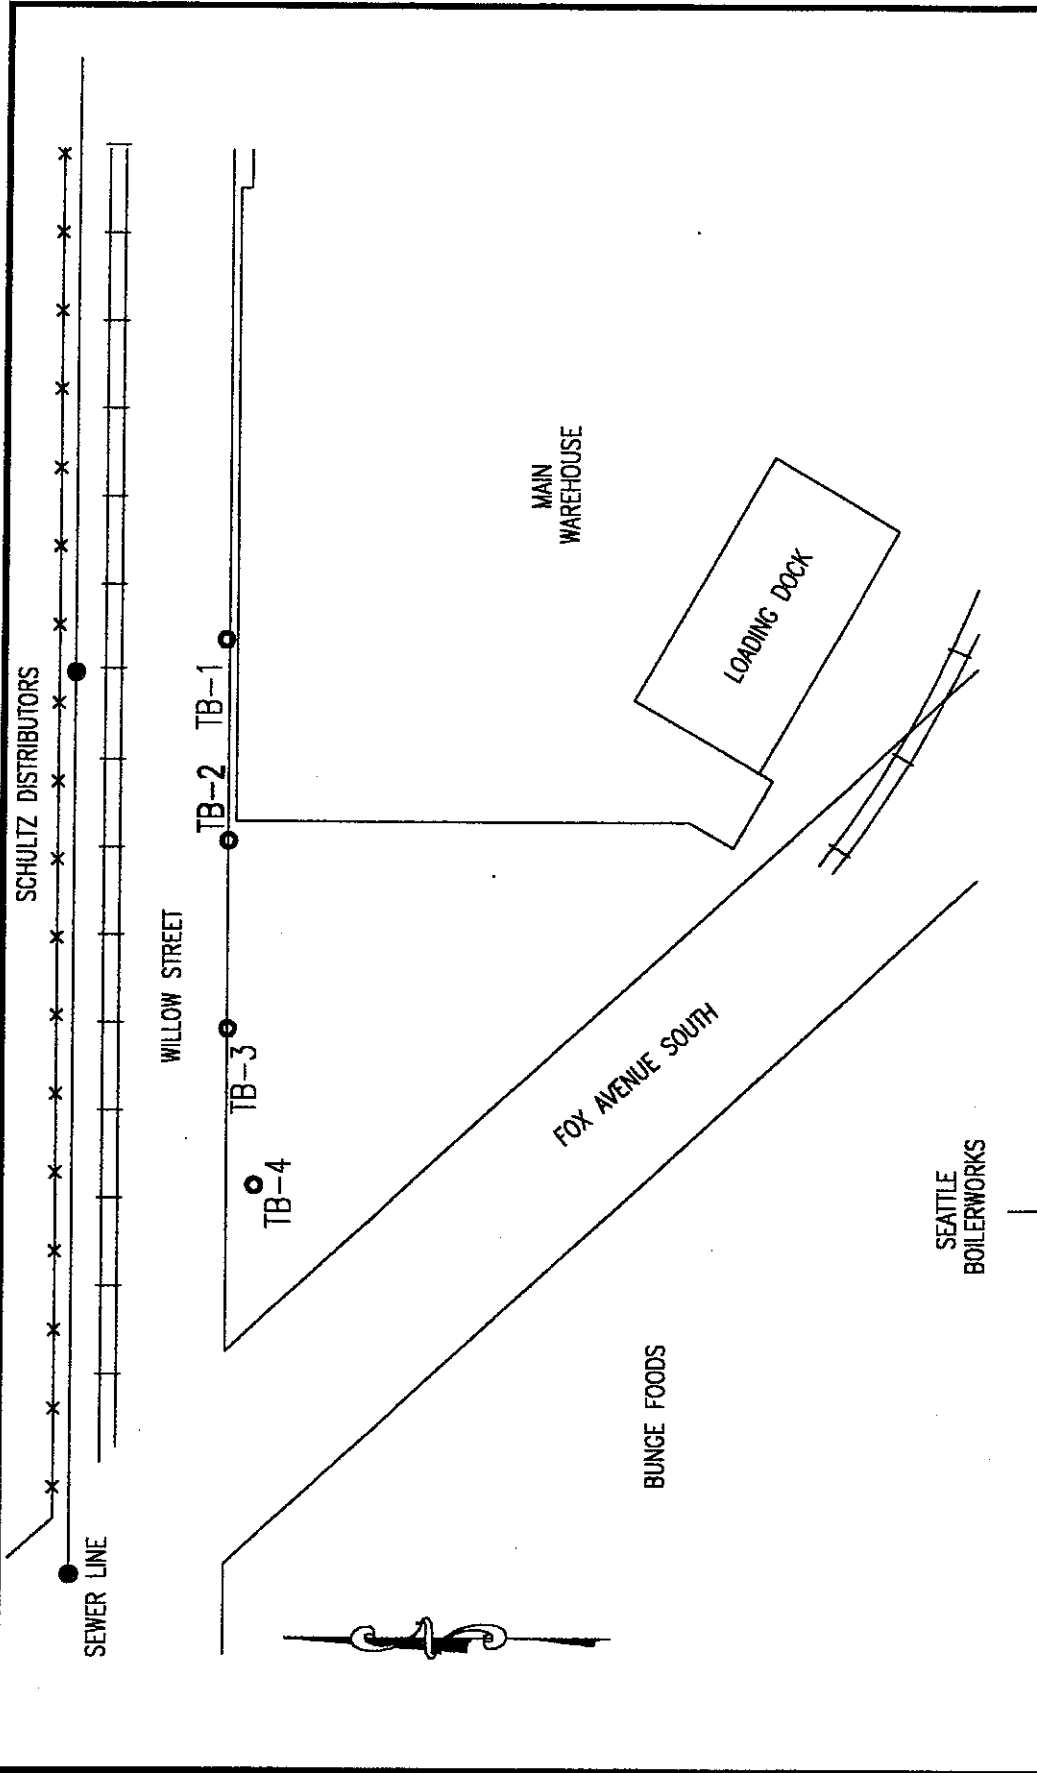 SCHULTZ DISTRIBUTORS
SEWER LINE
WILLOW STREET
TB-4
TB-3
TB-2
TB-1
MAIN
WAREHOUSE
LOADING DOCK
FOX AVENUE SOUTH
BUNGE FOODS
SEATTLE
BOILERWORKS